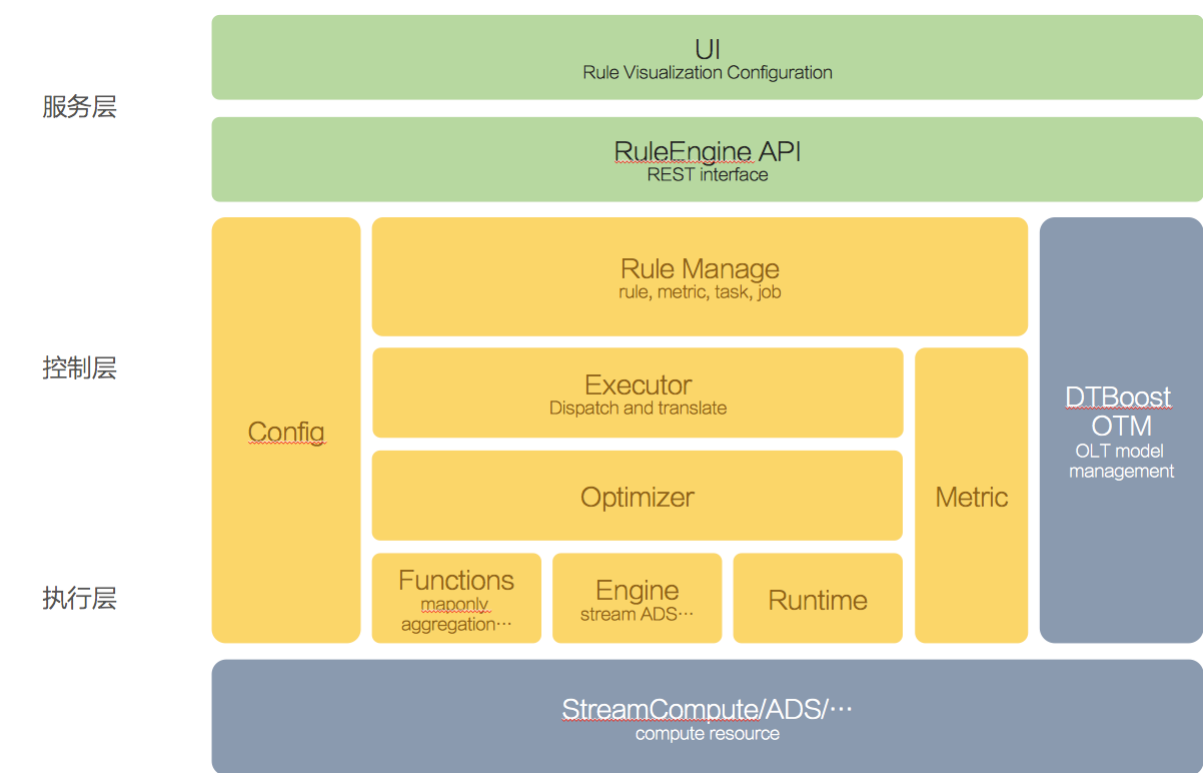 UI
Rule Visualization Configuration
服务层
RuleEngine API
REST interface
Rule Manage
rule, metric, task, job
控制层
Executor
Dispatch and translate
DTBoost
OTM
OLT model
management
Config
Optimizer
Metric
执行层
Functions
maponly
aggregation···
Engine
stream ADS···
Runtime
StreamCompute/ADS/···
compute resource